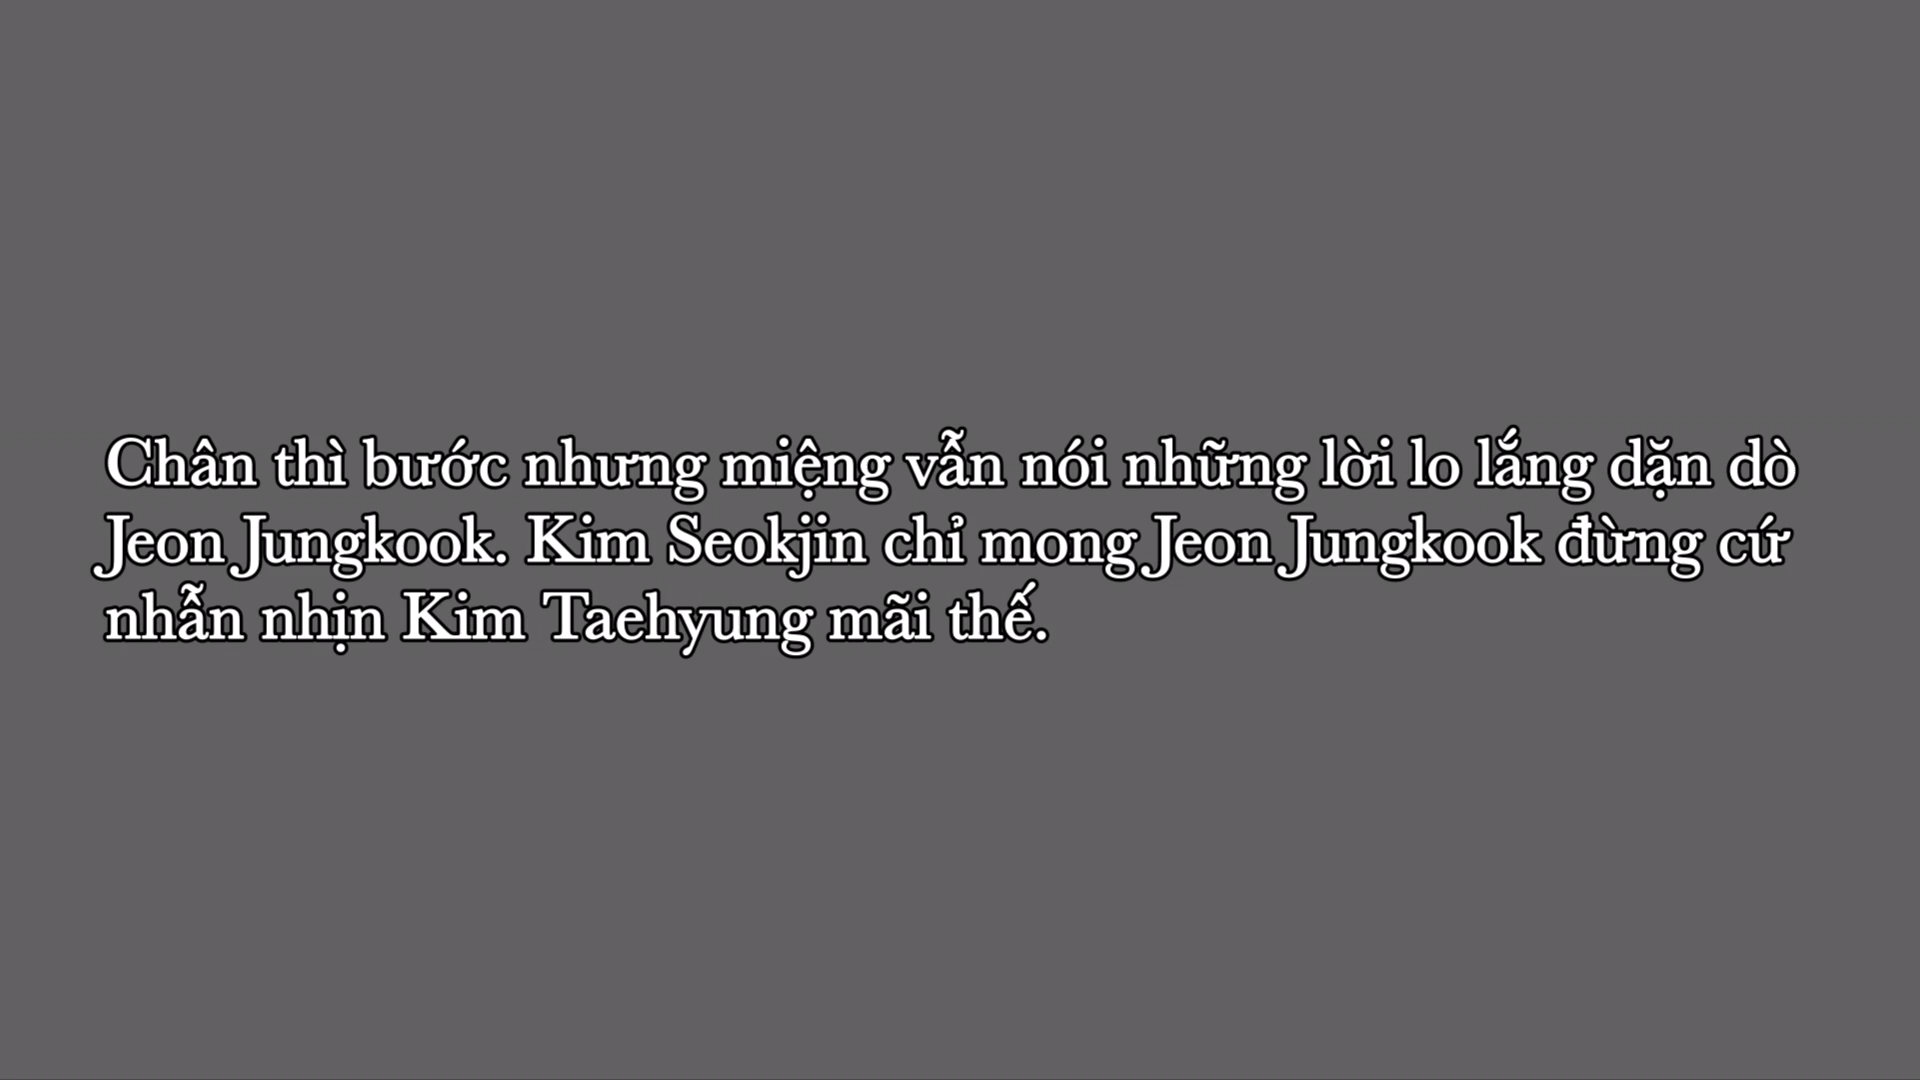 Chân thì bước nhưng miệng vẫn nói những lời lo lắng dặn dò
Jeon Jungkook. Kim Seokjin chỉ mong Jeon Jungkook đừng cứ
nhẫn nhịn Kim Taehyung mãi thế.